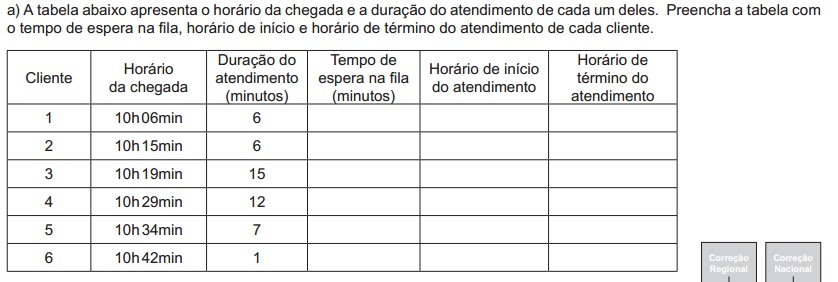 a) A tabela abaixo apresenta o horário da chegada e a duração do atendimento de cada um deles. Preencha a tabela com
o tempo de espera na fila, horário de início e horário de término do atendimento de cada cliente.
Cliente Horário da chegada Duração do atendimento (minutos) Tempo de espera na fila (minutos) Horário de início do atendimento Horário de término do atendimento
1 10h06min 6
2 10h15min 6
3 10h19min 15
4 10h29min 12
5 10h34min 7
6 10h42min 1
Correção Regional Correção Nacional